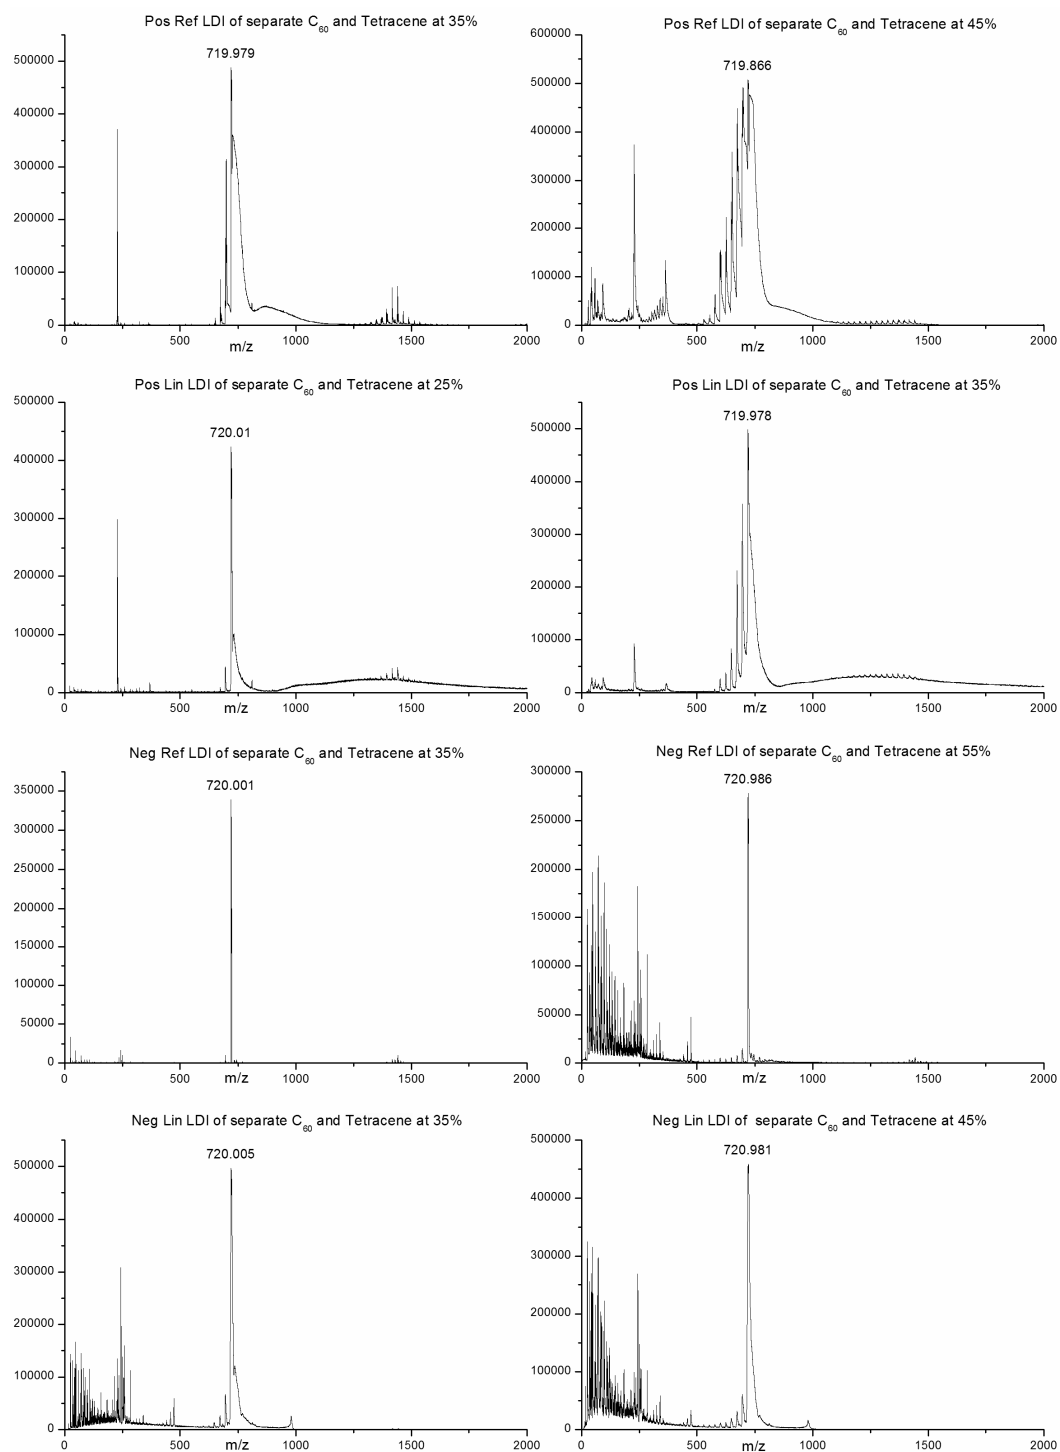 Pos Ref LDI of separate C60 and Tetracene at 35%
719.979
500000
400000
300000
200000
100000
0
0 500 1000 1500 2000
m/z
Pos Ref LDI of separate C60 and Tetracene at 45%
719.866
600000
500000
400000
300000
200000
100000
0
0 500 1000 1500 2000
m/z
Pos Lin LDI of separate C60 and Tetracene at 25%
720.01
500000
400000
300000
200000
100000
0
0 500 1000 1500 2000
m/z
Pos Lin LDI of separate C60 and Tetracene at 35%
719.978
500000
400000
300000
200000
100000
0
0 500 1000 1500 2000
m/z
Neg Ref LDI of separate C60 and Tetracene at 35%
720.001
350000
300000
250000
200000
150000
100000
50000
0
0 500 1000 1500 2000
m/z
Neg Ref LDI of separate C60 and Tetracene at 55%
720.986
300000
250000
200000
150000
100000
50000
0
0 500 1000 1500 2000
m/z
Neg Lin LDI of separate C60 and Tetracene at 35%
720.005
500000
400000
300000
200000
100000
0
0 500 1000 1500 2000
m/z
Neg Lin LDI of separate C60 and Tetracene at 45%
720.981
500000
400000
300000
200000
100000
0
0 500 1000 1500 2000
m/z